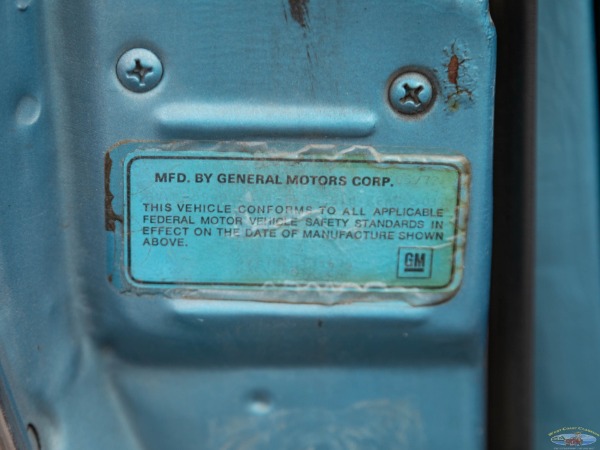 MFD. BY GENERAL MOTORS CORP.
THIS VEHICLE CONFORMS TO ALL APPLICABLE
FEDERAL MOTOR VEHICLE SAFETY STANDARDS IN
EFFECT ON THE DATE OF MANUFACTURE SHOWN
ABOVE.
GM